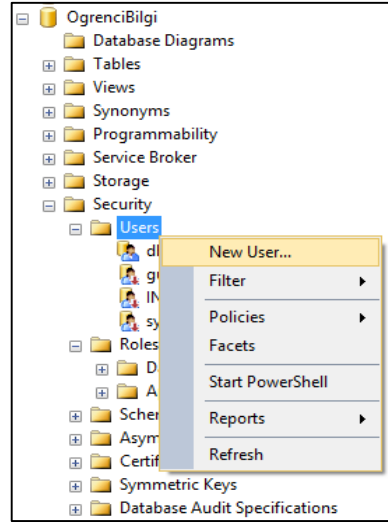 OgrenciBilgi
Database Diagrams
Tables
Views
Synonyms
Programmability
Service Broker
Storage
Security
Users
New User...
Filter
Policies
Facets
Start PowerShell
Reports
Refresh
Roles
Symmetric Keys
Database Audit Specifications